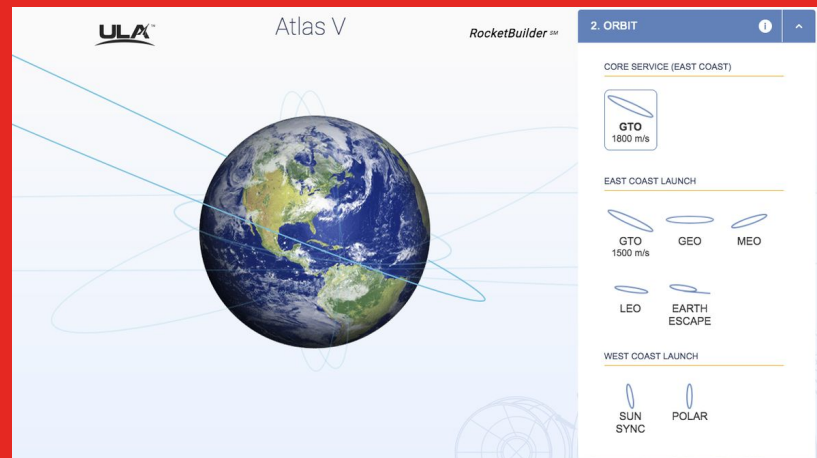 ULA™
Atlas V
RocketBuilder SM
2. ORBIT
i
CORE SERVICE (EAST COAST)
GTO
1800 m/s
EAST COAST LAUNCH
GTO
1500 m/s
GEO
MEO
LEO
EARTH
ESCAPE
WEST COAST LAUNCH
SUN
SYNC
POLAR